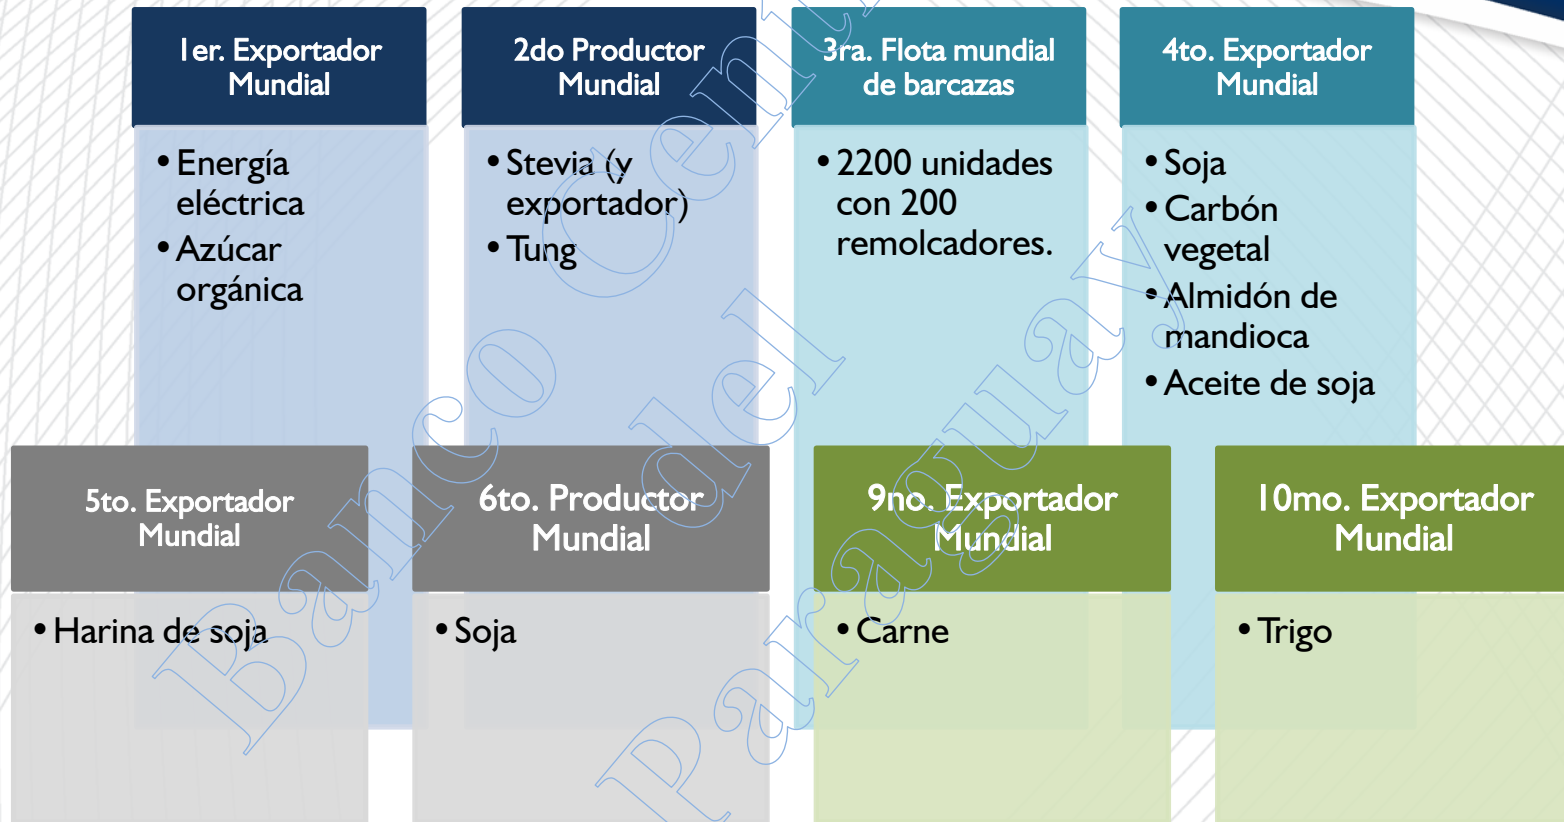 1er. Exportador
Mundial
• Energía
eléctrica
• Azúcar
orgánica
2do Productor
Mundial
• Stevia (y
exportador)
• Tung
3ra. Flota mundial
de barcazas
• 2200 unidades
con 200
remolcadores.
4to. Exportador
Mundial
• Soja
• Carbón
vegetal
• Almidón de
mandioca
• Aceite de soja
5to. Exportador
Mundial
• Harina de soja
6to. Productor
Mundial
• Soja
9no. Exportador
Mundial
• Carne
10mo. Exportador
Mundial
• Trigo
Banco Cen
del
Paraguay